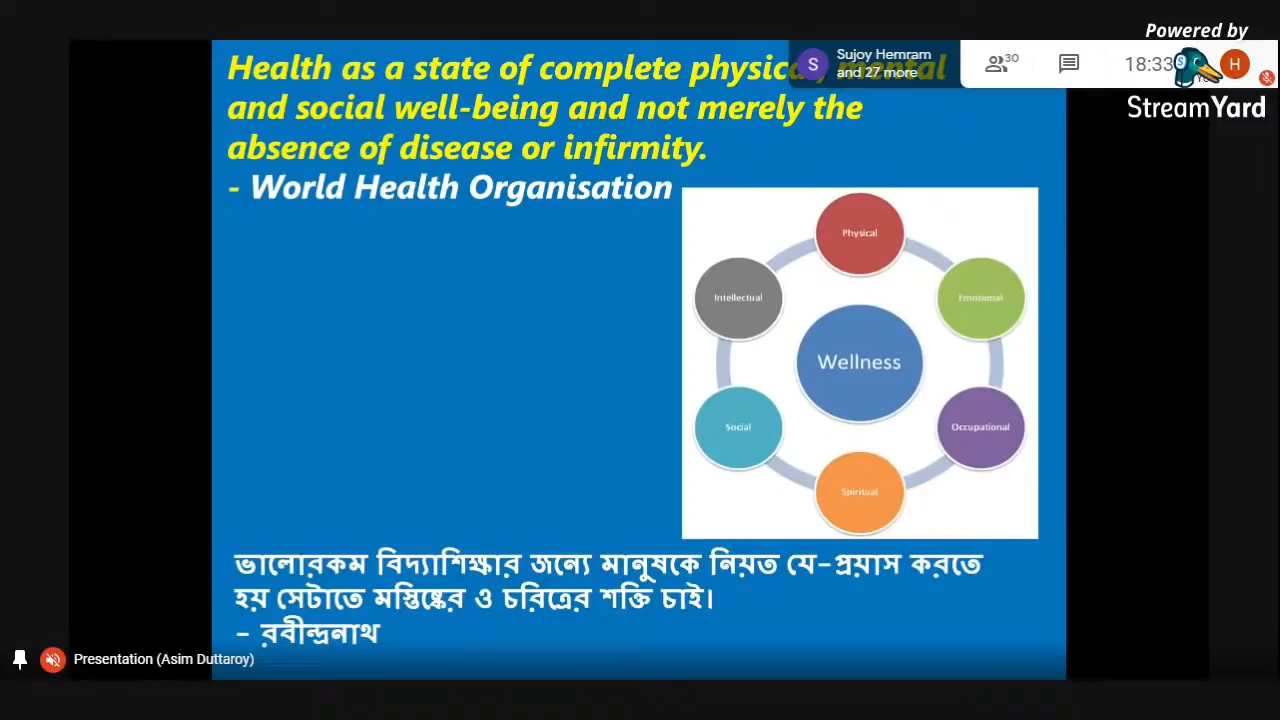 Powered by
StreamYard
Sujoy Hemram
and 27 more
30
18:33
S
H
Health as a state of complete physical, mental
and social well-being and not merely the
absence of disease or infirmity.
- World Health Organisation
Physical
Intellectual
Emotional
Wellness
Social
Occupational
Spiritual
ভালোরকম বিদ্যাশিক্ষার জন্যে মানুষকে নিয়ত যে-প্রয়াস করতে
হয় সেটাতে মস্তিষ্কের ও চরিত্রের শক্তি চাই।
- রবীন্দ্রনাথ
Presentation (Asim Duttaroy)